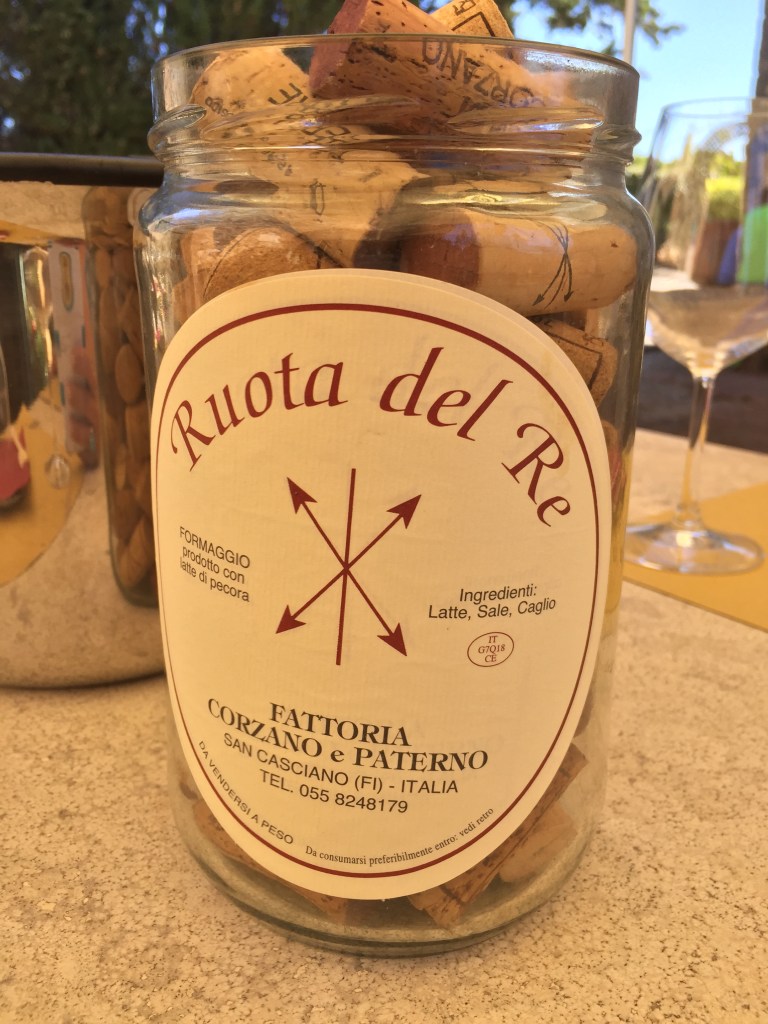 CORZANO
Ruota del Re
FORMAGGIO
prodotto con
latte di pecora
Ingredienti:
Latte, Sale, Caglio
IT
G7Q18
CE
FATTORIA
CORZANO e PATERNO
SAN CASCIANO (FI) - ITALIA
TEL. 055 8248179
DA VENDERSI A PESO
Da consumarsi preferibilmente entro: vedi retro